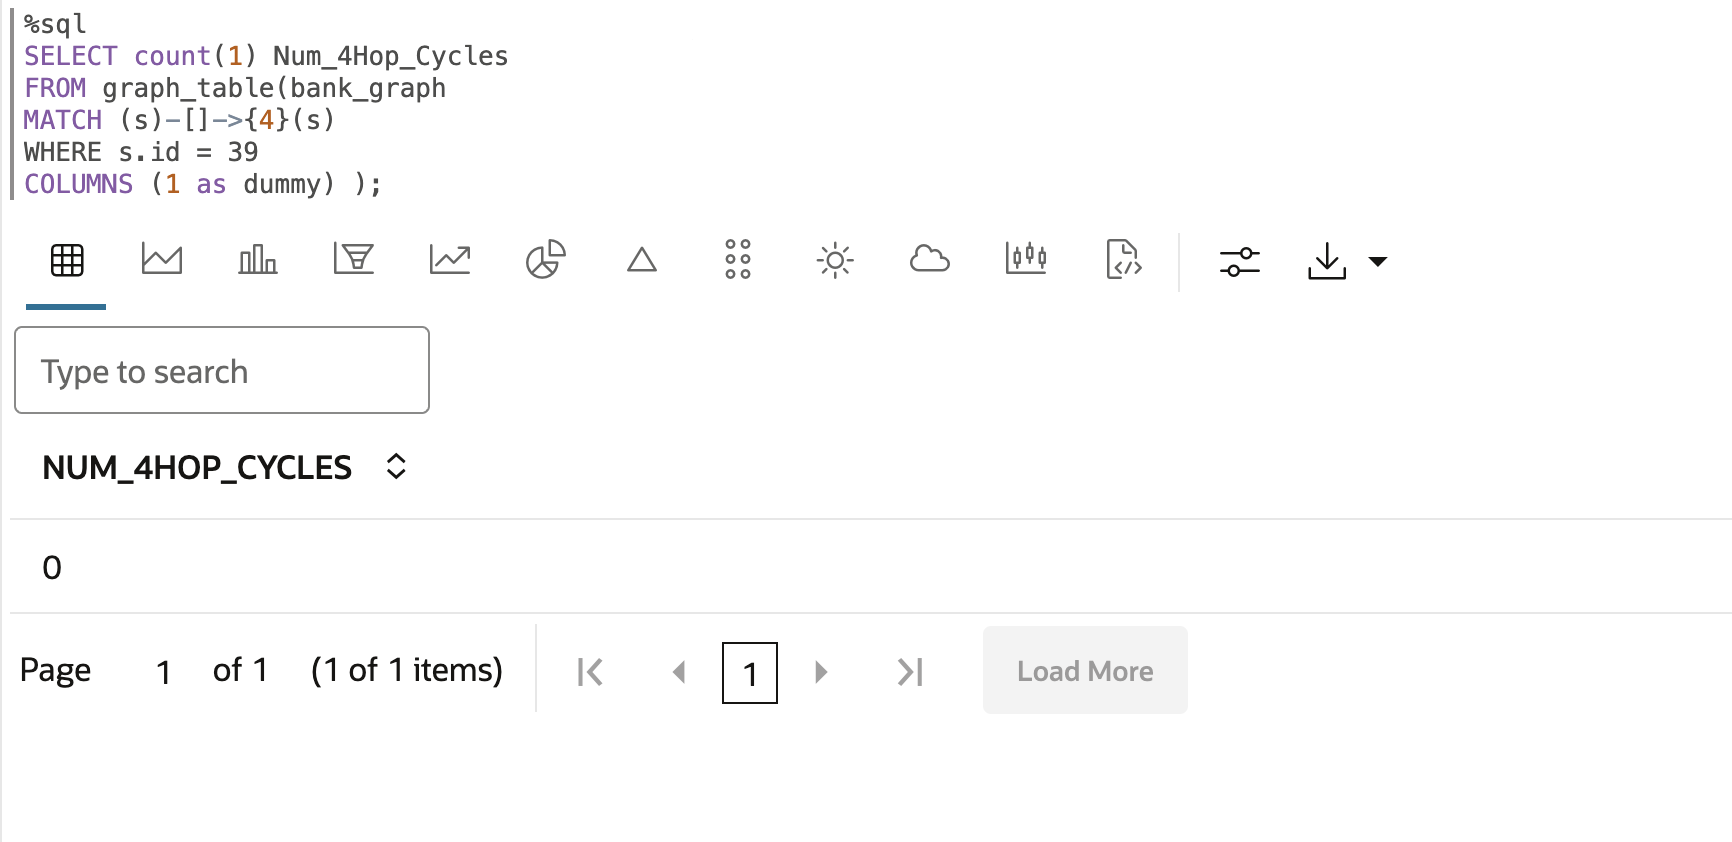 %sql
SELECT count(1) Num_4Hop_Cycles
FROM graph_table(bank_graph
MATCH (s)-[]->{4}(s)
WHERE s.id = 39
COLUMNS (1 as dummy) );
Type to search
NUM_4HOP_CYCLES
0
Page 1 of 1 (1 of 1 items) 1 Load More